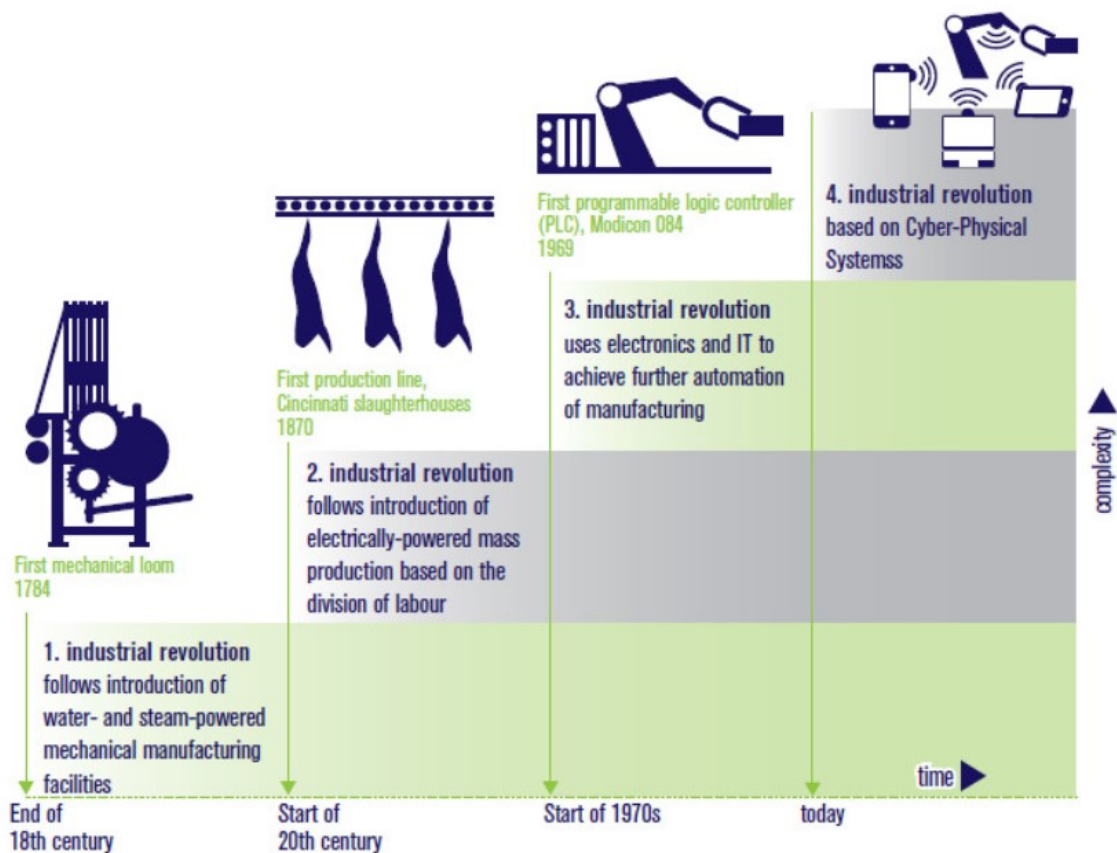 4. industrial revolution
based on Cyber-Physical
Systemss
First programmable logic controller
(PLC), Modicon 084
1969
3. industrial revolution
uses electronics and IT to
achieve further automation
of manufacturing
First production line,
Cincinnati slaughterhouses
1870
2. industrial revolution
follows introduction of
electrically-powered mass
production based on the
division of labour
First mechanical loom
1784
1. industrial revolution
follows introduction of
water- and steam-powered
mechanical manufacturing
facilities
complexity
time
End of
18th century
Start of
20th century
Start of 1970s
today